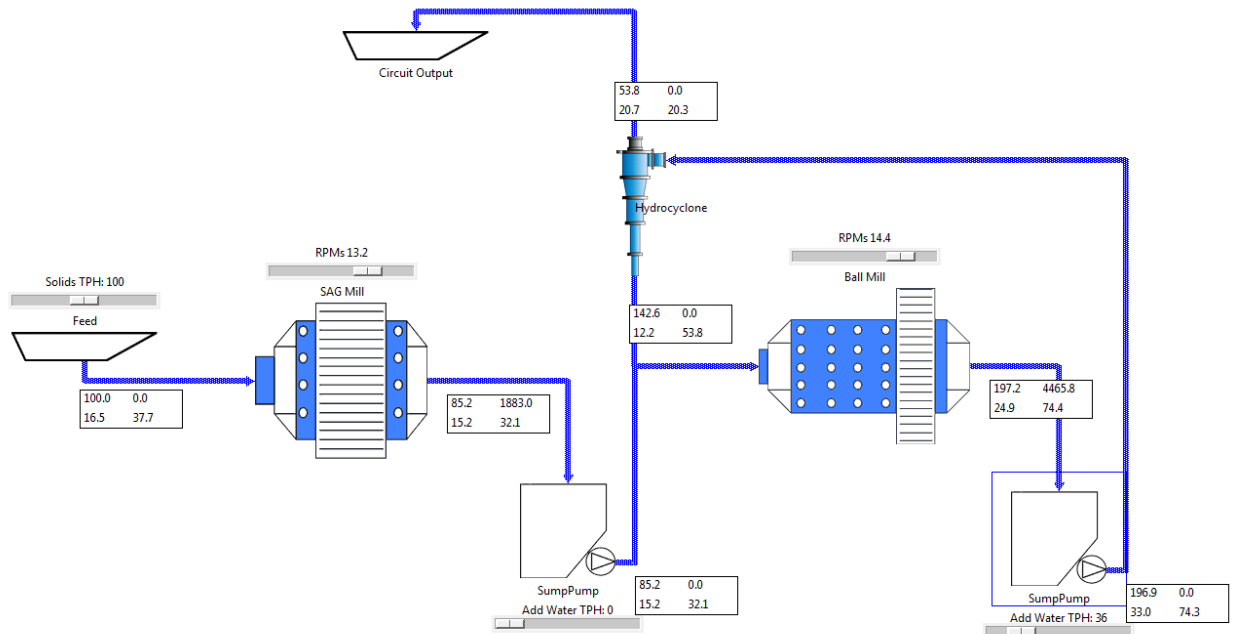 Circuit Output
53.8 0.0
20.7 20.3
Hydrocyclone
RPMs 13.2
RPMs 14.4
Solids TPH: 100
SAG Mill
Ball Mill
Feed
142.6 0.0
12.2 53.8
100.0 0.0
16.5 37.7
85.2 1883.0
15.2 32.1
197.2 4465.8
24.9 74.4
SumpPump
85.2 0.0
15.2 32.1
Add Water TPH: 0
SumpPump
196.9 0.0
33.0 74.3
Add Water TPH: 36